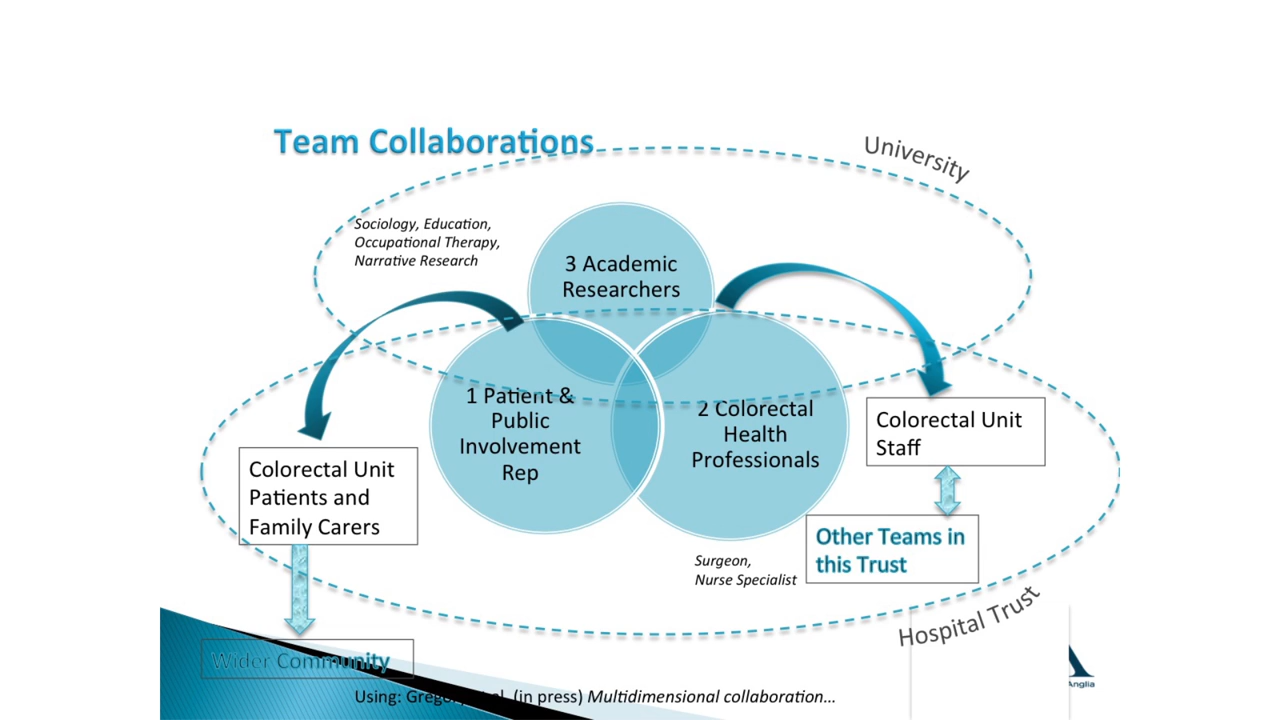 Team Collaborations
University
Sociology, Education,
Occupational Therapy,
Narrative Research
3 Academic
Researchers
1 Patient &
Public
Involvement
Rep
2 Colorectal
Health
Professionals
Colorectal Unit
Staff
Colorectal Unit
Patients and
Family Carers
Other Teams in
this Trust
Surgeon,
Nurse Specialist
Hospital Trust
Wider Community
Using: (in press) Multidimensional collaboration…
Anglia